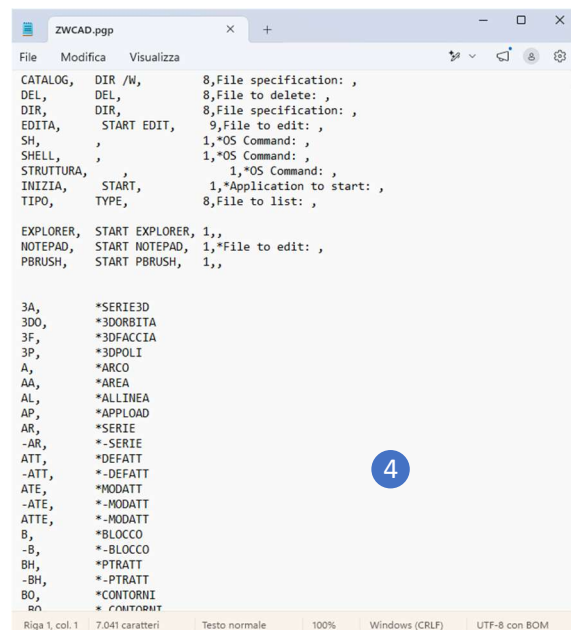 ZWCAD.pgp
File Modifica Visualizza
CATALOG, DIR /W, 8,File specification: ,
DEL, DEL, 8,File to delete: ,
DIR, DIR, 8,File specification: ,
EDITA, START EDIT, 9,File to edit: ,
SH, , 1,*OS Command: ,
SHELL, , 1,*OS Command: ,
STRUTTURA, , 1,*OS Command: ,
INIZIA, START, 1,*Application to start: ,
TIPO, TYPE, 8,File to list: ,
EXPLORER, START EXPLORER, 1,,
NOTEPAD, START NOTEPAD, 1,*File to edit: ,
PBRUSH, START PBRUSH, 1,,
3A, *SERIE3D
3DO, *3DORBITA
3F, *3DFACCIA
3P, *3DPOLI
A, *ARCO
AA, *AREA
AL, *ALLINEA
AP, *APPLOAD
AR, *SERIE
-AR, *-SERIE
ATT, *DEFATT
-ATT, *-DEFATT
ATE, *MODATT
-ATE, *-MODATT
ATTE, *-MODATT
B, *BLOCCO
-B, *-BLOCCO
BH, *PTRATT
-BH, *-PTRATT
BO, *CONTORNI
-BO, *-CONTORNI
4
Riga 1, col. 1 7.041 caratteri Testo normale 100% Windows (CRLF) UTF-8 con BOM